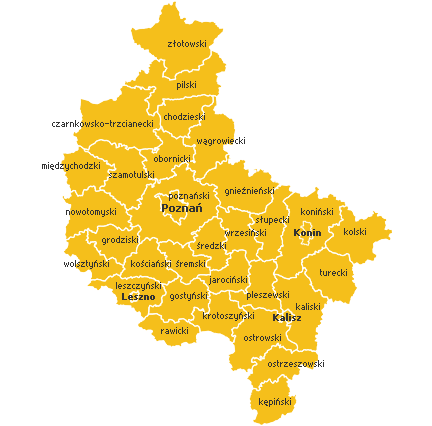 złotowski
pilski
chodzieski
czarnkowsko-trzcianecki
wągrowiecki
obornicki
międzychodzki
szamotulski
gnieźnieński
poznański
Poznań
nowotomyski
koniński
słupecki
kolski
Konin
wrzesiński
grodziski
średzki
wolsztyński
kościański
śremski
turecki
jarociński
leszczyński
Leszno
gostyński
pleszewski
kaliski
krotoszyński
Kalisz
rawicki
ostrowski
ostrzeszowski
kępiński